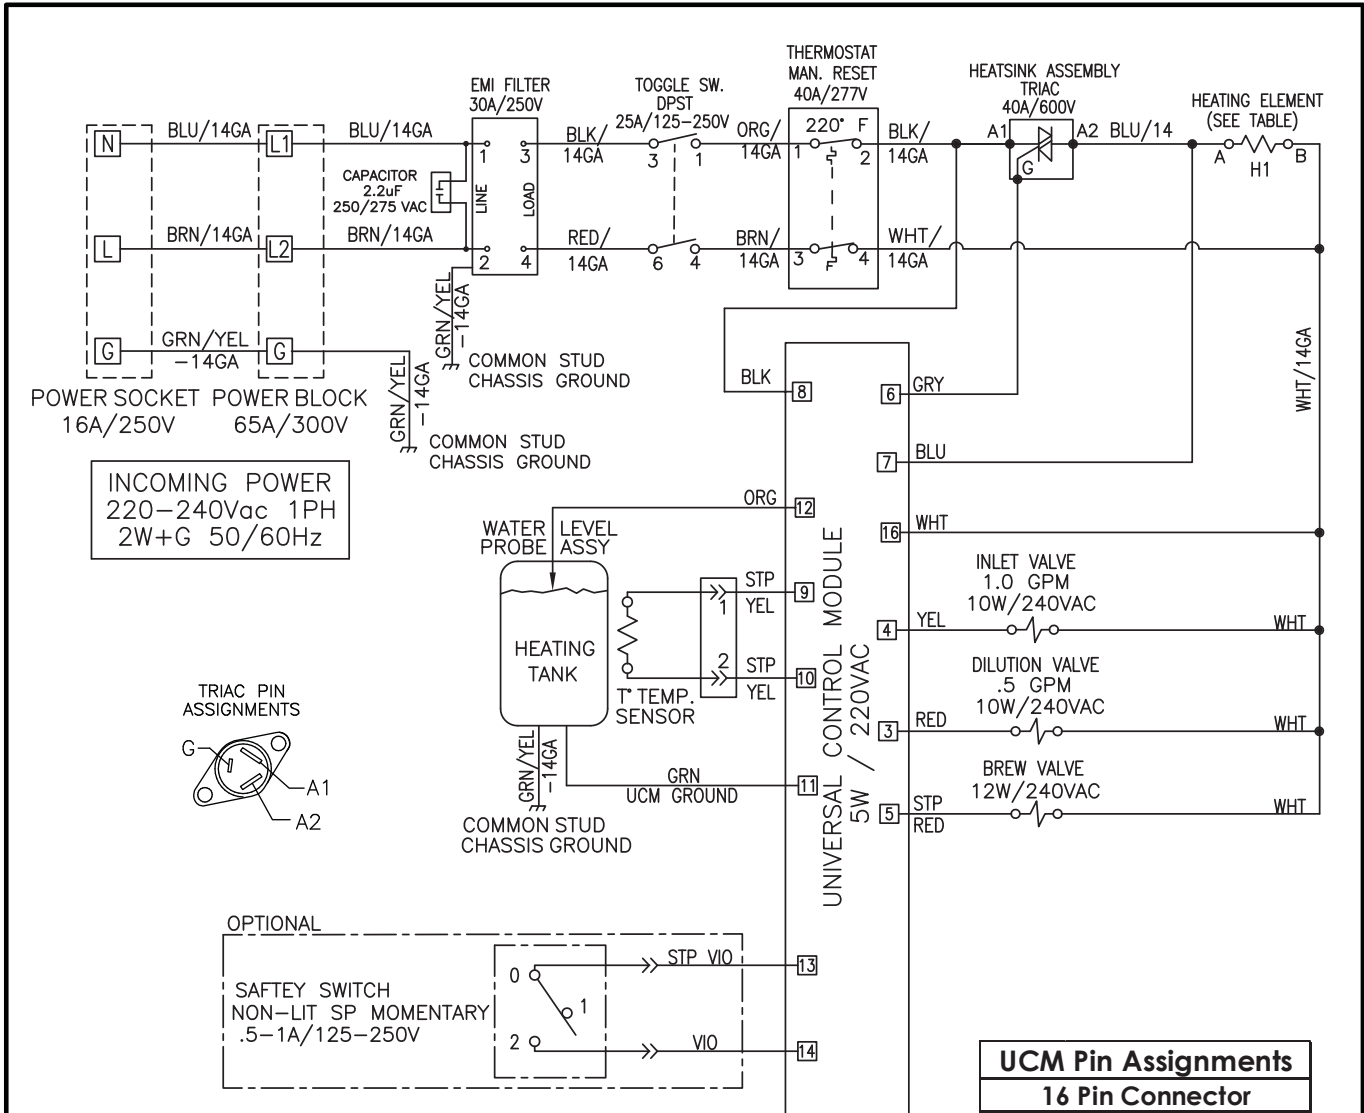 THERMOSTAT
MAN. RESET
40A/277V
HEATSINK ASSEMBLY
TRIAC
40A/600V
EMI FILTER
30A/250V
TOGGLE SW.
DPST
25A/125-250V
HEATING ELEMENT
(SEE TABLE)
N
BLU/14GA
L1
BLU/14GA
1
3
BLK/
14GA
3
1
ORG/
14GA
220° F
1
2
BLK/
14GA
A1
A2
G
BLU/14
A
B
H1
CAPACITOR
2.2uF
250/275 VAC
LINE
LOAD
L
BRN/14GA
L2
BRN/14GA
2
4
RED/
14GA
6
4
BRN/
14GA
3
F
4
WHT/
14GA
GRN/YEL
-14GA
COMMON STUD
CHASSIS GROUND
G
GRN/YEL
-14GA
G
GRN/YEL
-14GA
COMMON STUD
CHASSIS GROUND
POWER SOCKET
16A/250V
POWER BLOCK
65A/300V
WHT/14GA
INCOMING POWER
220-240Vac 1PH
2W+G 50/60Hz
BLK
8
6
GRY
7
BLU
ORG
12
16
WHT
WATER LEVEL
PROBE ASSY
HEATING
TANK
STP
YEL
9
1
2
STP
YEL
10
T° TEMP.
SENSOR
UNIVERSAL CONTROL MODULE
5W / 220VAC
INLET VALVE
1.0 GPM
10W/240VAC
4
YEL
WHT
DILUTION VALVE
.5 GPM
10W/240VAC
3
RED
WHT
BREW VALVE
12W/240VAC
5
STP
RED
WHT
GRN/YEL
-14GA
GRN
UCM GROUND
11
COMMON STUD
CHASSIS GROUND
TRIAC PIN
ASSIGNMENTS
G
A1
A2
OPTIONAL
SAFTEY SWITCH
NON-LIT SP MOMENTARY
.5-1A/125-250V
0
1
2
STP VIO
13
VIO
14
UCM Pin Assignments
16 Pin Connector